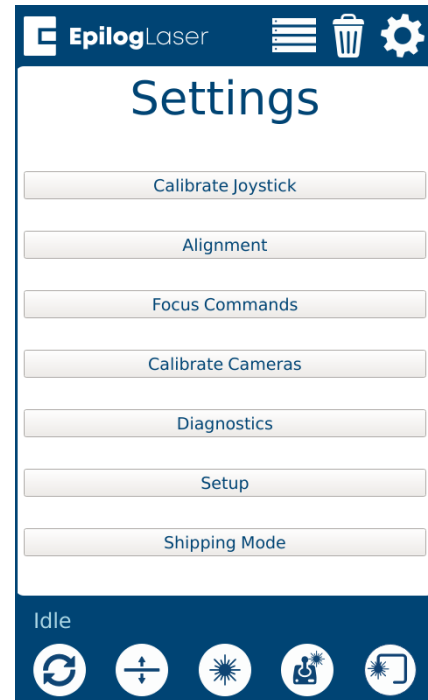 EpilogLaser
Settings
Calibrate Joystick
Alignment
Focus Commands
Calibrate Cameras
Diagnostics
Setup
Shipping Mode
Idle